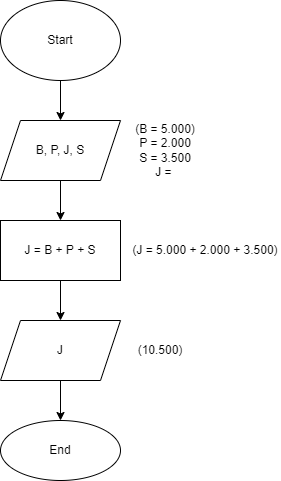 Start
B, P, J, S
(B = 5.000)
P = 2.000
S = 3.500
J =
J = B + P + S
(J = 5.000 + 2.000 + 3.500)
J
(10.500)
End